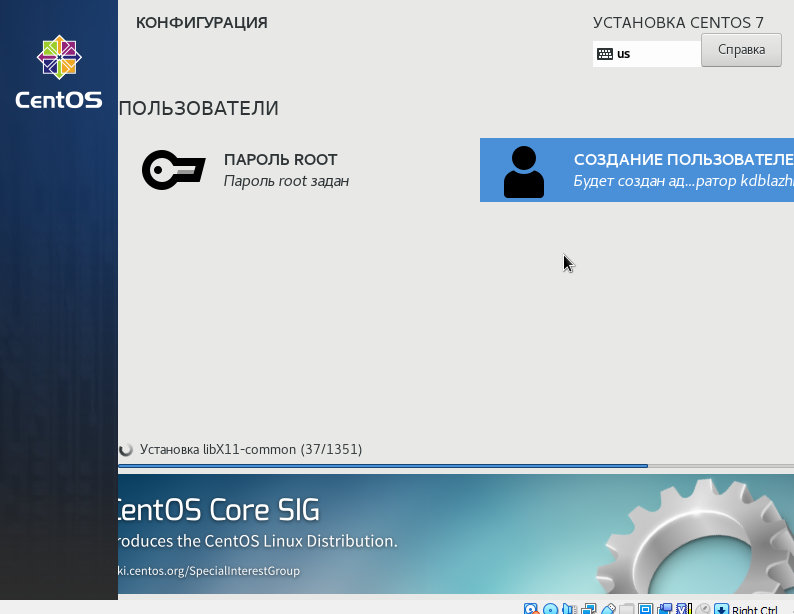 КОНФИГУРАЦИЯ
УСТАНОВКА CENTOS 7
us
Справка
CentOS
ПОЛЬЗОВАТЕЛИ
ПАРОЛЬ ROOT
Пароль root задан
СОЗДАНИЕ ПОЛЬЗОВАТЕЛЕ
Будет создан ад...ратор kdblazh
Установка libX11-common (37/1351)
CentOS Core SIG
roduces the CentOS Linux Distribution.
ki.centos.org/SpecialInterestGroup
Right Ctrl